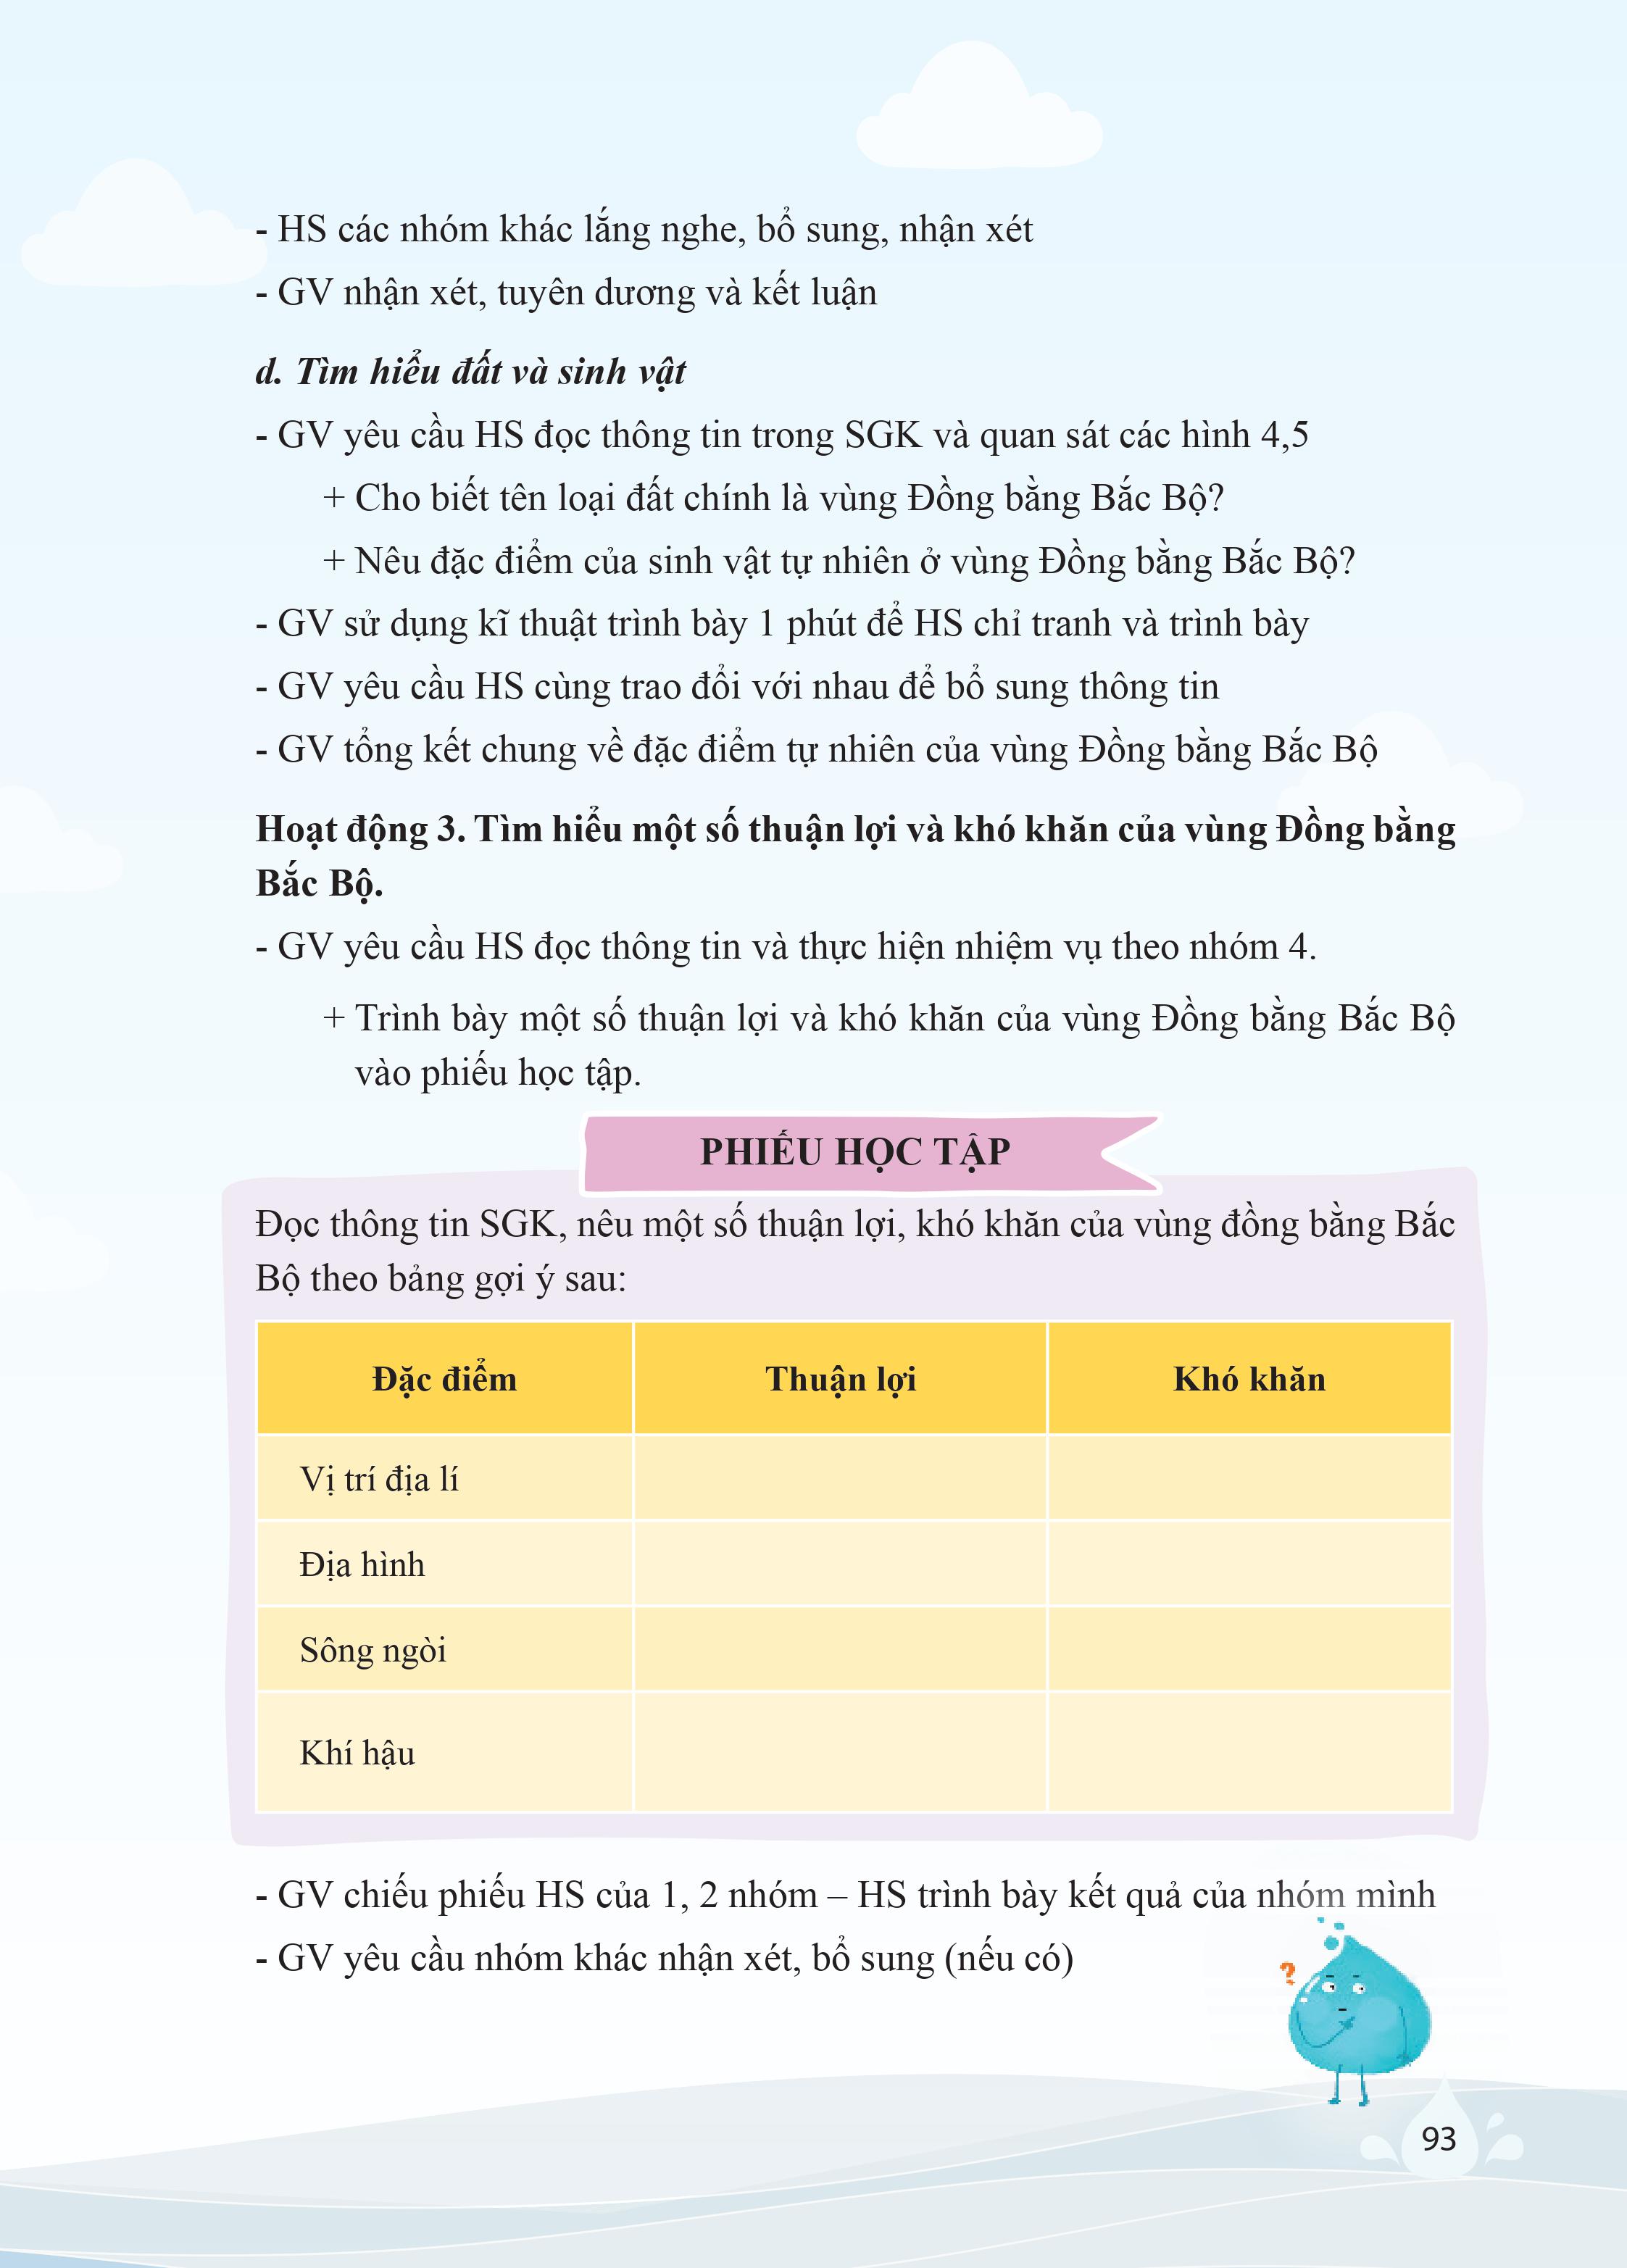 - HS các nhóm khác lắng nghe, bổ sung, nhận xét
- GV nhận xét, tuyên dương và kết luận
d. Tìm hiểu đất và sinh vật
- GV yêu cầu HS đọc thông tin trong SGK và quan sát các hình 4,5
+ Cho biết tên loại đất chính là vùng Đồng bằng Bắc Bộ?
+ Nêu đặc điểm của sinh vật tự nhiên ở vùng Đồng bằng Bắc Bộ?
- GV sử dụng kĩ thuật trình bày 1 phút để HS chỉ tranh và trình bày
- GV yêu cầu HS cùng trao đổi với nhau để bổ sung thông tin
- GV tổng kết chung về đặc điểm tự nhiên của vùng Đồng bằng Bắc Bộ
Hoạt động 3. Tìm hiểu một số thuận lợi và khó khăn của vùng Đồng bằng
Bắc Bộ.
- GV yêu cầu HS đọc thông tin và thực hiện nhiệm vụ theo nhóm 4.
+ Trình bày một số thuận lợi và khó khăn của vùng Đồng bằng Bắc Bộ
vào phiếu học tập.
PHIẾU HỌC TẬP
Đọc thông tin SGK, nêu một số thuận lợi, khó khăn của vùng đồng bằng Bắc
Bộ theo bảng gợi ý sau:
Đặc điểm Thuận lợi Khó khăn
Vị trí địa lí
Địa hình
Sông ngòi
Khí hậu
- GV chiếu phiếu HS của 1, 2 nhóm – HS trình bày kết quả của nhóm mình
- GV yêu cầu nhóm khác nhận xét, bổ sung (nếu có)
?
93